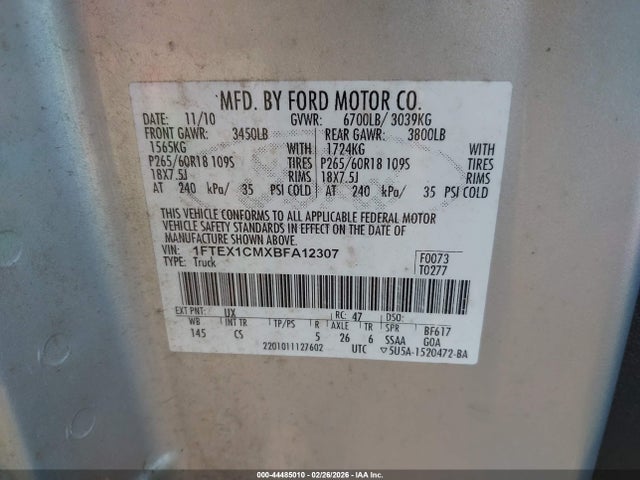 MFD. BY FORD MOTOR CO.
DATE: 11/10 GVWR: 6700LB/ 3039KG
FRONT GAWR: 3450LB REAR GAWR: 3800LB
1565KG WITH 1724KG WITH
P265/60R18 109S TIRES P265/60R18 109S TIRES
18X7.5J RIMS 18X7.5J RIMS
AT 240 kPa/ 35 PSI COLD AT 240 kPa/ 35 PSI COLD
THIS VEHICLE CONFORMS TO ALL APPLICABLE FEDERAL MOTOR
VEHICLE SAFETY STANDARDS IN EFFECT ON THE DATE OF
MANUFACTURE SHOWN ABOVE.
VIN: 1FTEX1CMXBFA12307 F0073
TYPE: Truck T0277
EXT PNT: UX RC: 47 DSO:
WB INT TR TP/PS R AXLE TR SPR BF617
145 CS 5 26 6 SSAA GOA
2201011127602 UTC ▽5U5A-1520472-BA
000-44485010 - 02/26/2026 - IAA Inc.